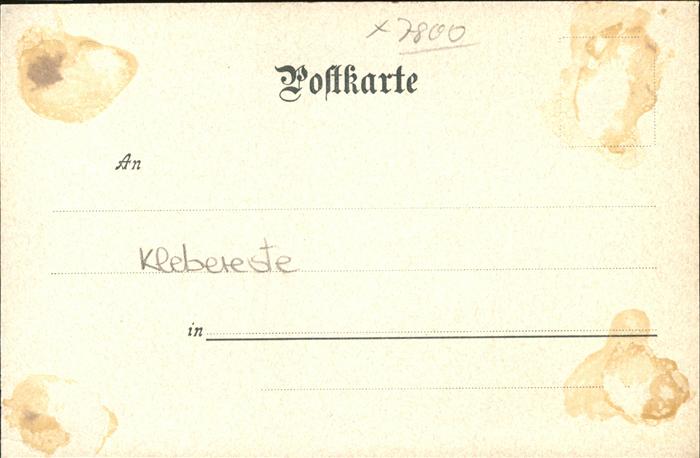 x 7800
Postkarte
An
Klebereste
in